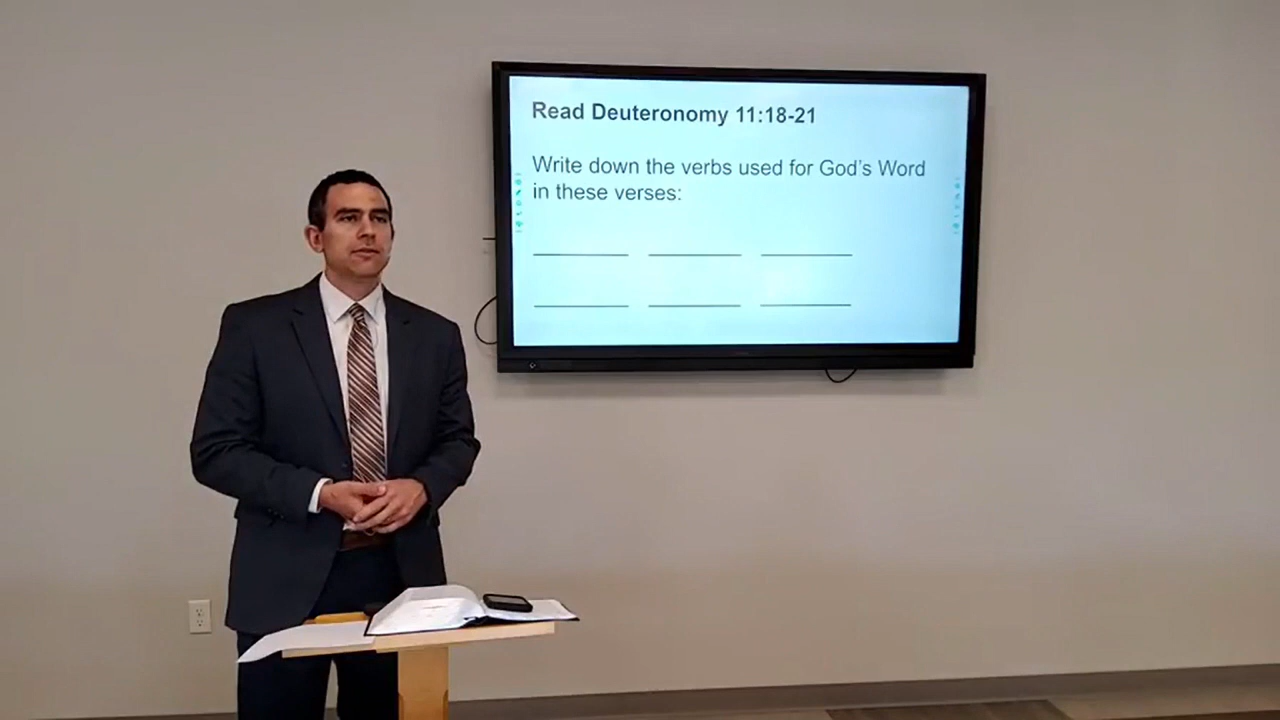 Read Deuteronomy 11:18-21
Write down the verbs used for God's Word
in these verses: